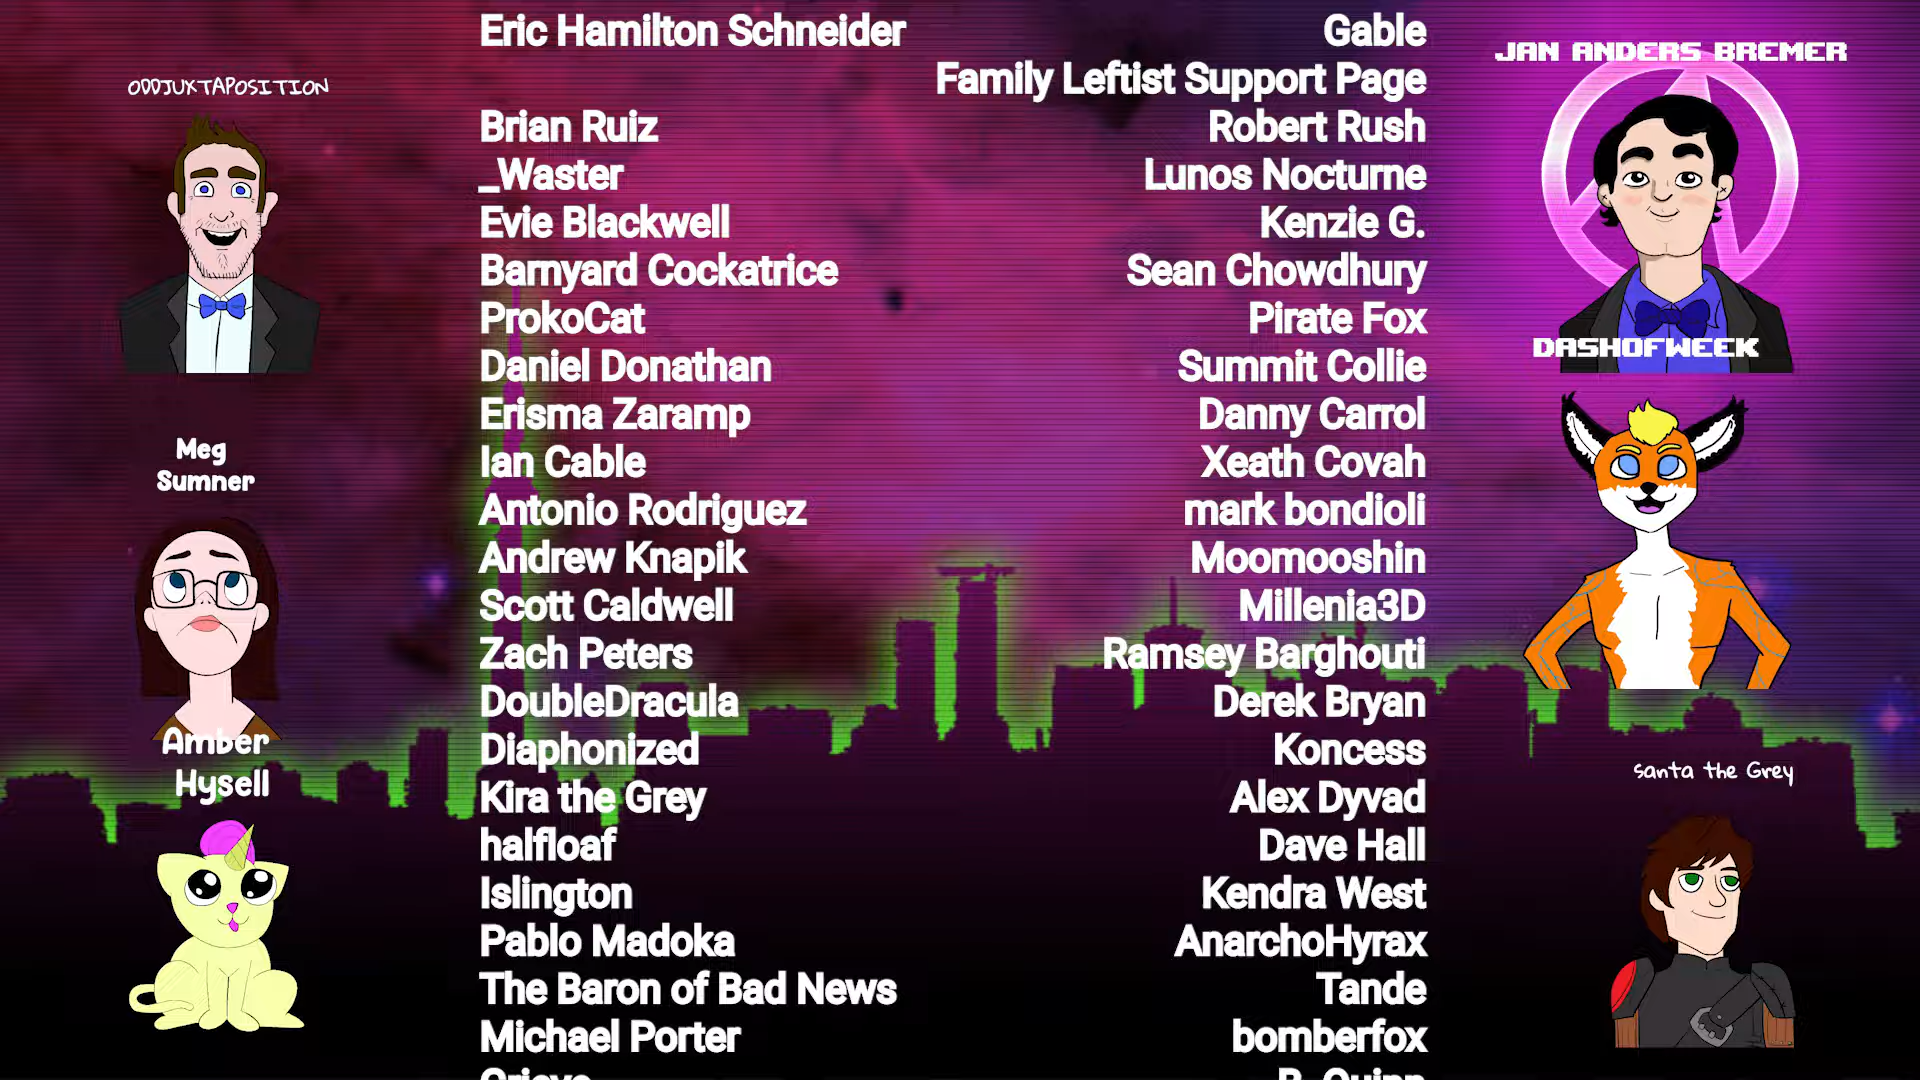 Eric Hamilton Schneider
Gable
Family Leftist Support Page
Brian Ruiz
Robert Rush
_Waster
Lunos Nocturne
Evie Blackwell
Kenzie G.
Barnyard Cockatrice
Sean Chowdhury
ProkoCat
Pirate Fox
Daniel Donathan
Summit Collie
Erisma Zaramp
Danny Carrol
Ian Cable
Xeath Covah
Antonio Rodriguez
mark bondioli
Andrew Knapik
Moomooshin
Scott Caldwell
Millenia3D
Zach Peters
Ramsey Barghouti
DoubleDracula
Derek Bryan
Diaphonized
Koncess
Kira the Grey
Alex Dyvad
halfloaf
Dave Hall
Islington
Kendra West
Pablo Madoka
AnarchoHyrax
The Baron of Bad News
Tande
Michael Porter
bomberfox
ODDJUXTAPOSITION
Meg
Sumner
Amber
Hysell
JAN ANDERS BREMER
DASHOFWEEK
Santa the Grey